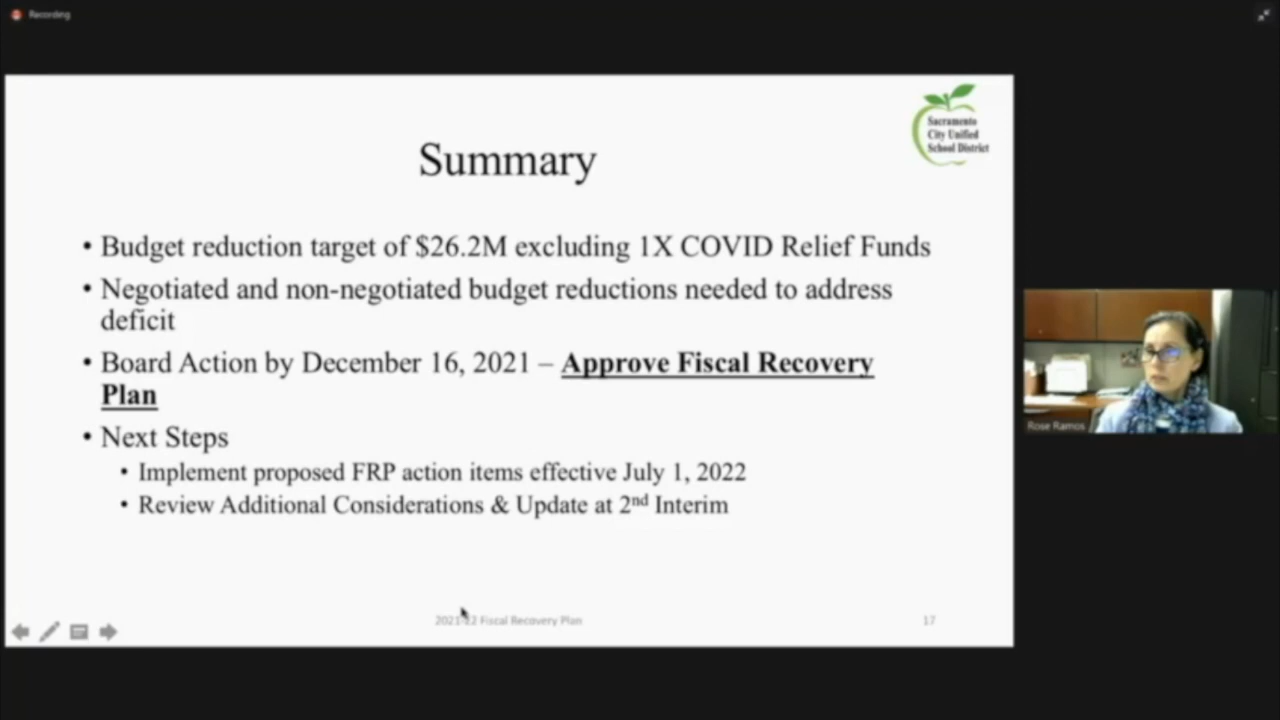 Recording
Sacramento
City Unified
School District
Summary
• Budget reduction target of $26.2M excluding 1X COVID Relief Funds
• Negotiated and non-negotiated budget reductions needed to address
deficit
• Board Action by December 16, 2021 – Approve Fiscal Recovery
Plan
• Next Steps
• Implement proposed FRP action items effective July 1, 2022
• Review Additional Considerations & Update at 2nd Interim
Rose Ramos
2021-22 Fiscal Recovery Plan
17